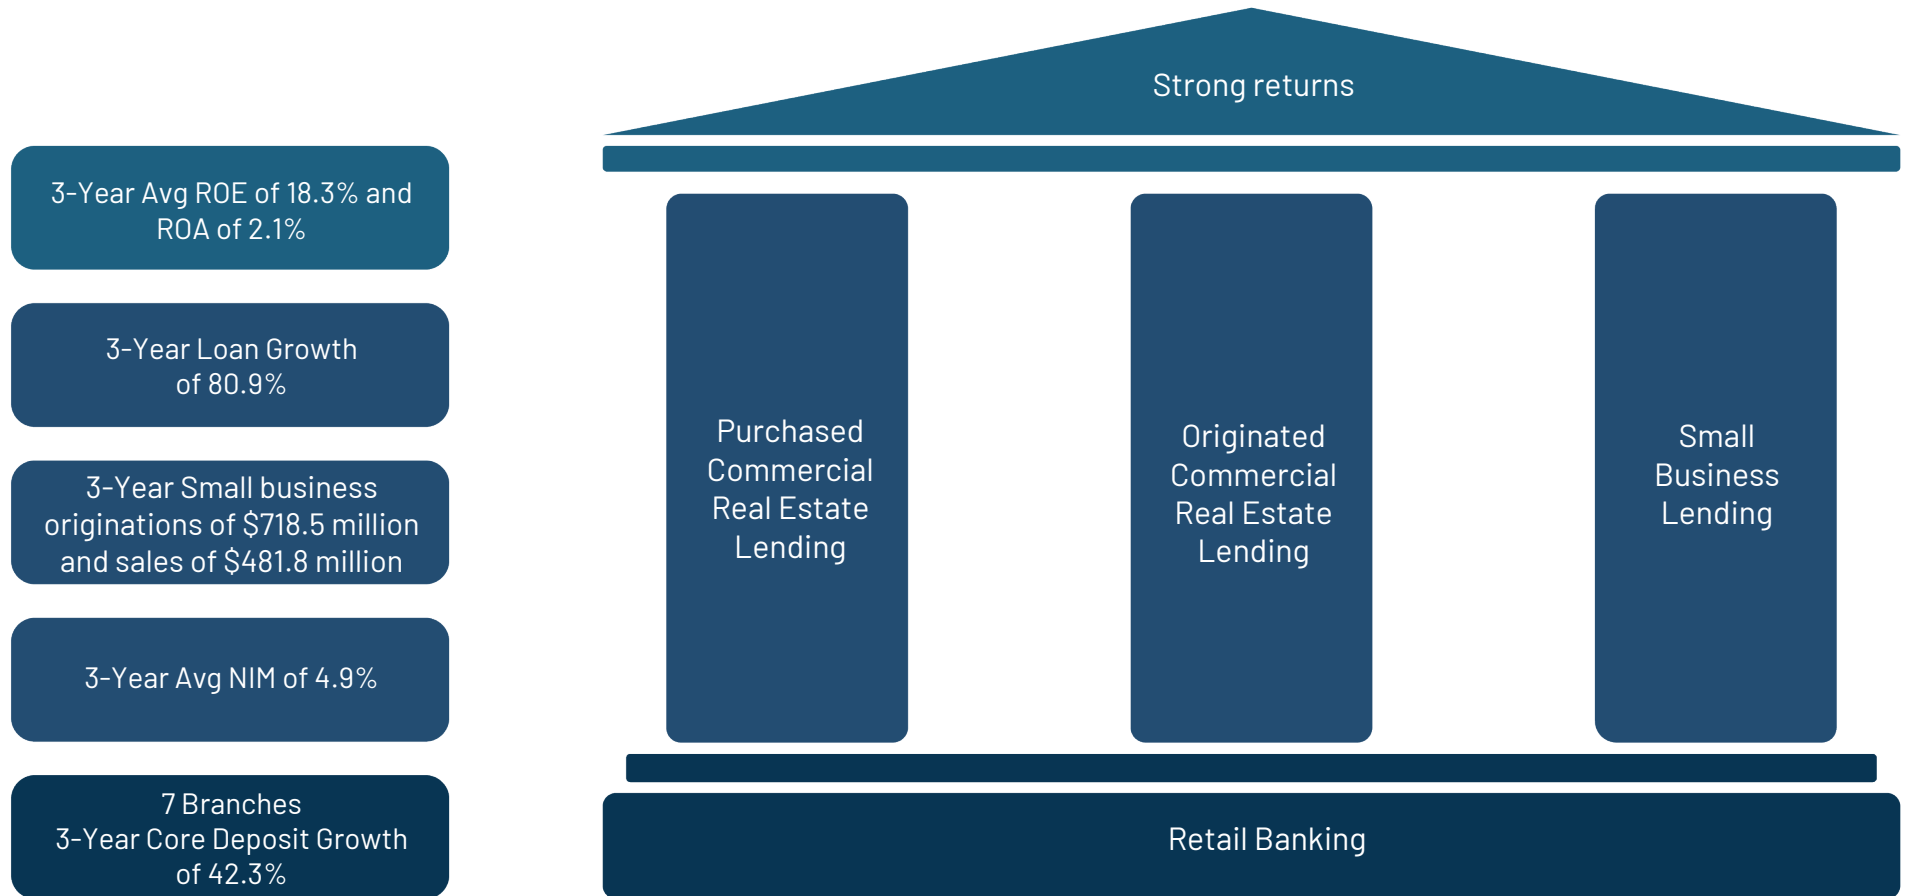 Strong returns
3-Year Avg ROE of 18.3% and
ROA of 2.1%
3-Year Loan Growth
of 80.9%
3-Year Small business
originations of $718.5 million
and sales of $481.8 million
3-Year Avg NIM of 4.9%
7 Branches
3-Year Core Deposit Growth
of 42.3%
Purchased
Commercial
Real Estate
Lending
Originated
Commercial
Real Estate
Lending
Small
Business
Lending
Retail Banking